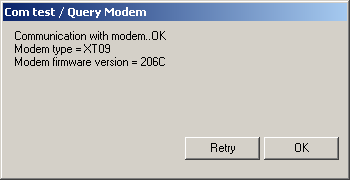 Com test / Query Modem
Communication with modem..OK
Modem type = XT09
Modem firmware version = 206C
Retry
OK